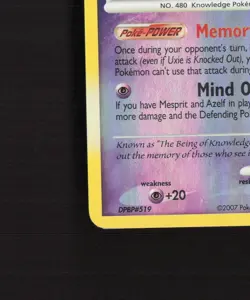 NO. 480 Knowledge Poké
Poké-POWER Memor
Once during your opponent's turn,
attack (even if Uxie is Knocked Out), y
Pokémon can't use that attack durin
Mind O
If you have Mesprit and Azelf in play
more damage and the Defending Po
Known as "The Being of Knowledge
out the memory of those who see i
weakness
+20
resi
DPBP#519
©2007 Pok